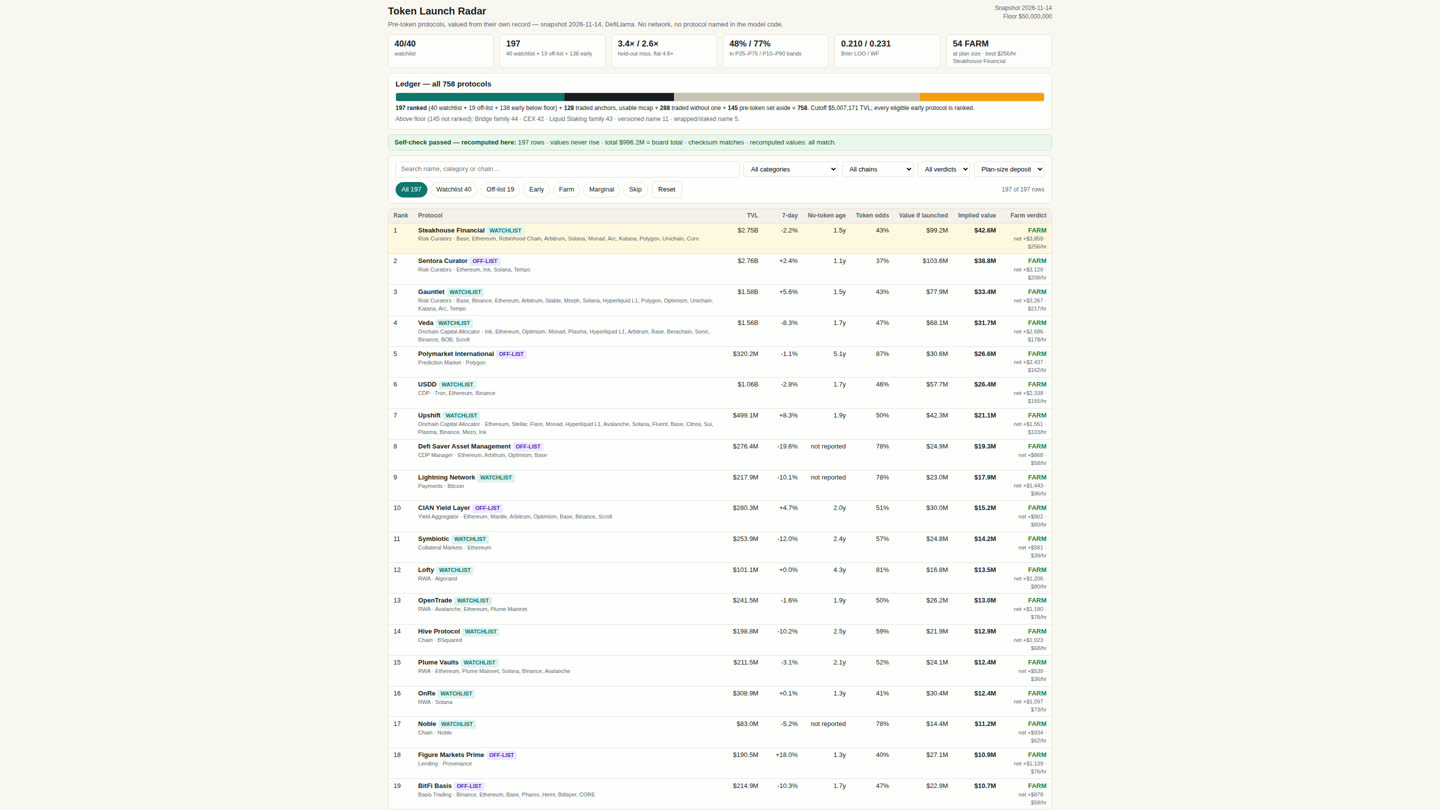 Token Launch Radar
Snapshot 2026-11-14
Pre-token protocols, valued from their own record — snapshot 2026-11-14, DefiLlama. No network, no protocol named in the model code.
Floor $50,000,000
40/40
watchlist
197
40 watchlist + 19 off-list + 138 early
3.4× / 2.6×
held-out miss, flat 4.8×
48% / 77%
in P25–P75 / P10–P90 bands
0.210 / 0.231
Brier LOO / WF
54 FARM
at plan size · best $256/hr
Steakhouse Financial
Ledger — all 758 protocols
197 ranked (40 watchlist + 19 off-list + 138 early below floor) + 128 traded anchors, usable mcap + 288 traded without one + 145 pre-token set aside = 758. Cutoff $5,007,171 TVL; every eligible early protocol is ranked.
Above floor (145 not ranked): Bridge family 44 · CEX 42 · Liquid Staking family 43 · versioned name 11 · wrapped/staked name 5.
Self-check passed — recomputed here: 197 rows · values never rise · total $996.2M = board total · checksum matches · recomputed values: all match.
Search name, category or chain…
All categories
All chains
All verdicts
Plan-size deposit
All 197
Watchlist 40
Off-list 19
Early
Farm
Marginal
Skip
Reset
197 of 197 rows
Rank Protocol TVL 7-day No-token age Token odds Value if launched Implied value Farm verdict
1 Steakhouse Financial WATCHLIST $2.75B -2.2% 1.5y 43% $99.2M $42.6M FARM
Risk Curators · Base, Ethereum, Robinhood Chain, Arbitrum, Solana, Monad, Arc, Katana, Polygon, Unichain, Corn
net +$3,859 ·
$256/hr
2 Sentora Curator OFF-LIST $2.76B +2.4% 1.1y 37% $103.6M $38.8M FARM
Risk Curators · Ethereum, Ink, Solana, Tempo
net +$3,129 ·
$208/hr
3 Gauntlet WATCHLIST $1.58B +5.6% 1.5y 43% $77.9M $33.4M FARM
Risk Curators · Base, Binance, Ethereum, Arbitrum, Stable, Morph, Solana, Hyperliquid L1, Polygon, Optimism, Unichain,
Katana, Arc, Tempo
net +$3,267 ·
$217/hr
4 Veda WATCHLIST $1.56B -8.3% 1.7y 47% $68.1M $31.7M FARM
Onchain Capital Allocator · Ink, Ethereum, Optimism, Monad, Plasma, Hyperliquid L1, Arbitrum, Base, Berachain, Sonic,
Binance, BOB, Scroll
net +$2,686 ·
$178/hr
5 Polymarket International OFF-LIST $320.2M -1.1% 5.1y 87% $30.6M $26.6M FARM
Prediction Market · Polygon
net +$2,437 ·
$162/hr
6 USDD WATCHLIST $1.06B -2.8% 1.7y 46% $57.7M $26.4M FARM
CDP · Tron, Ethereum, Binance
net +$2,338 ·
$155/hr
7 Upshift WATCHLIST $499.1M +8.3% 1.9y 50% $42.3M $21.1M FARM
Onchain Capital Allocator · Ethereum, Stellar, Flare, Monad, Hyperliquid L1, Avalanche, Solana, Fluent, Base, Citrea, Sui,
Plasma, Binance, Mezo, Ink
net +$1,551 ·
$103/hr
8 Defi Saver Asset Management OFF-LIST $276.4M -19.6% not reported 78% $24.9M $19.3M FARM
CDP Manager · Ethereum, Arbitrum, Optimism, Base
net +$868 ·
$58/hr
9 Lightning Network WATCHLIST $217.9M -10.1% not reported 78% $23.0M $17.9M FARM
Payments · Bitcoin
net +$1,443 ·
$96/hr
10 CIAN Yield Layer OFF-LIST $280.3M +4.7% 2.0y 51% $30.0M $15.2M FARM
Yield Aggregator · Ethereum, Mantle, Arbitrum, Optimism, Base, Binance, Scroll
net +$902 ·
$60/hr
11 Symbiotic WATCHLIST $253.9M -12.0% 2.4y 57% $24.8M $14.2M FARM
Collateral Markets · Ethereum
net +$581 ·
$39/hr
12 Lofty WATCHLIST $101.1M +0.0% 4.3y 81% $16.8M $13.5M FARM
RWA · Algorand
net +$1,206 ·
$80/hr
13 OpenTrade WATCHLIST $241.5M -1.6% 1.9y 50% $26.2M $13.0M FARM
RWA · Avalanche, Ethereum, Plume Mainnet
net +$1,180 ·
$78/hr
14 Hive Protocol WATCHLIST $198.8M -10.2% 2.5y 59% $21.9M $12.9M FARM
Chain · BSquared
net +$1,023 ·
$68/hr
15 Plume Vaults WATCHLIST $211.5M -3.1% 2.1y 52% $24.1M $12.4M FARM
RWA · Ethereum, Plume Mainnet, Solana, Binance, Avalanche
net +$539 ·
$36/hr
16 OnRe WATCHLIST $308.9M +0.1% 1.3y 41% $30.4M $12.4M FARM
RWA · Solana
net +$1,097 ·
$73/hr
17 Noble WATCHLIST $83.0M -5.2% not reported 78% $14.4M $11.2M FARM
Chain · Noble
net +$934 ·
$62/hr
18 Figure Markets Prime OFF-LIST $190.5M +18.0% 1.3y 40% $27.1M $10.9M FARM
Lending · Provenance
net +$1,139 ·
$76/hr
19 BitFi Basis OFF-LIST $214.9M -10.3% 1.7y 47% $22.9M $10.7M FARM
Basis Trading · Binance, Ethereum, Base, Pharos, Hemi, Bitlayer, CORE
net +$879 ·
$58/hr